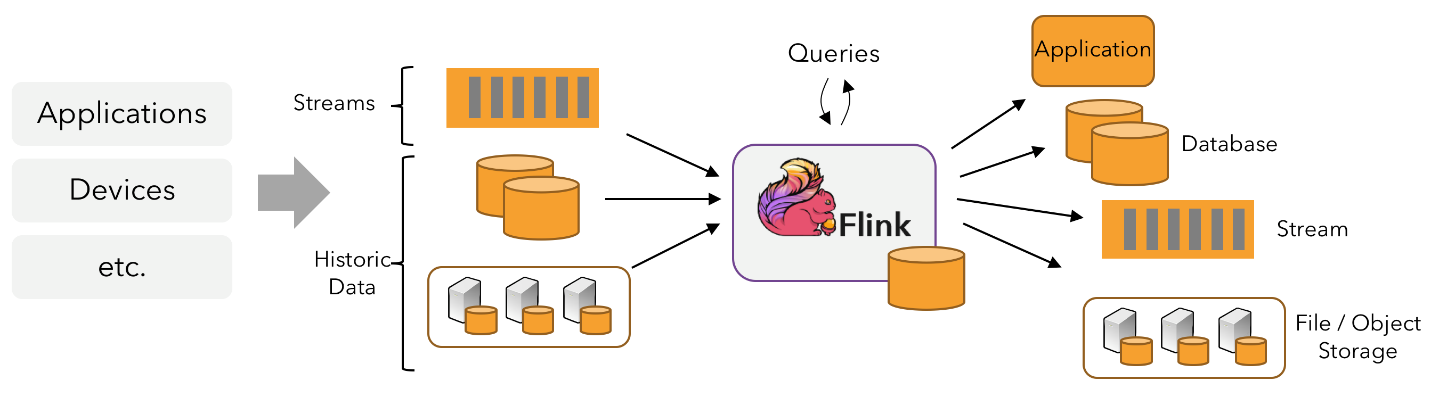 Applications
Devices
etc.
Streams
Historic
Data
Queries
Flink
Application
Database
Stream
File / Object
Storage